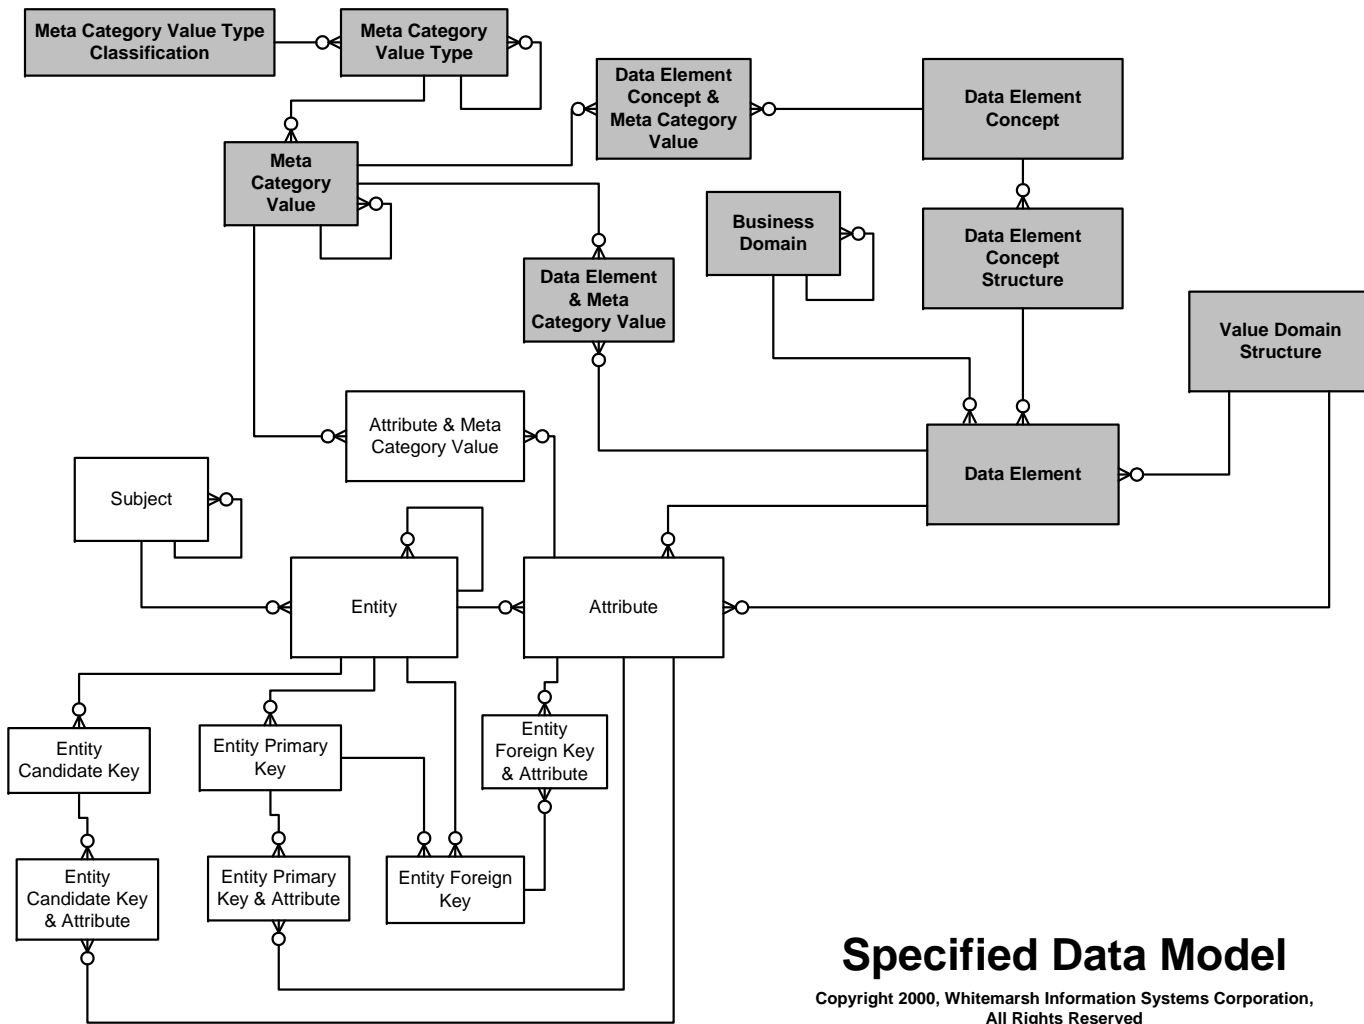 Meta Category Value Type
Classification
Meta Category
Value Type
Data Element
Concept &
Meta Category
Value
Data Element
Concept
Meta
Category
Value
Business
Domain
Data Element
Concept
Structure
Data Element
& Meta
Category Value
Value Domain
Structure
Attribute & Meta
Category Value
Data Element
Subject
Entity
Attribute
Entity
Candidate Key
Entity Primary
Key
Entity
Foreign Key
& Attribute
Entity
Candidate Key
& Attribute
Entity Primary
Key & Attribute
Entity Foreign
Key
Specified Data Model
Copyright 2000, Whitemarsh Information Systems Corporation,
All Rights Reserved